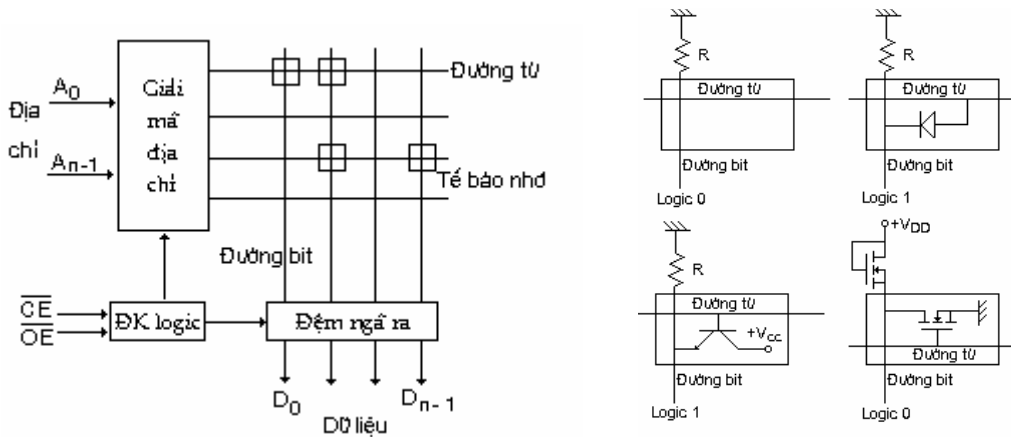 A0
Địa
chỉ
An-1
Giải
mã
địa
chỉ
Đường từ
Tế bào nhớ
Đường bit
CE
OE
ĐK logic
Đệm ngã ra
D0
Dn-1
Dữ liệu
R
Đường từ
Đường bit
Logic 0
R
Đường từ
Đường bit
Logic 1
R
Đường từ
+VCC
Đường bit
Logic 1
+VDD
Đường từ
Đường bit
Logic 0